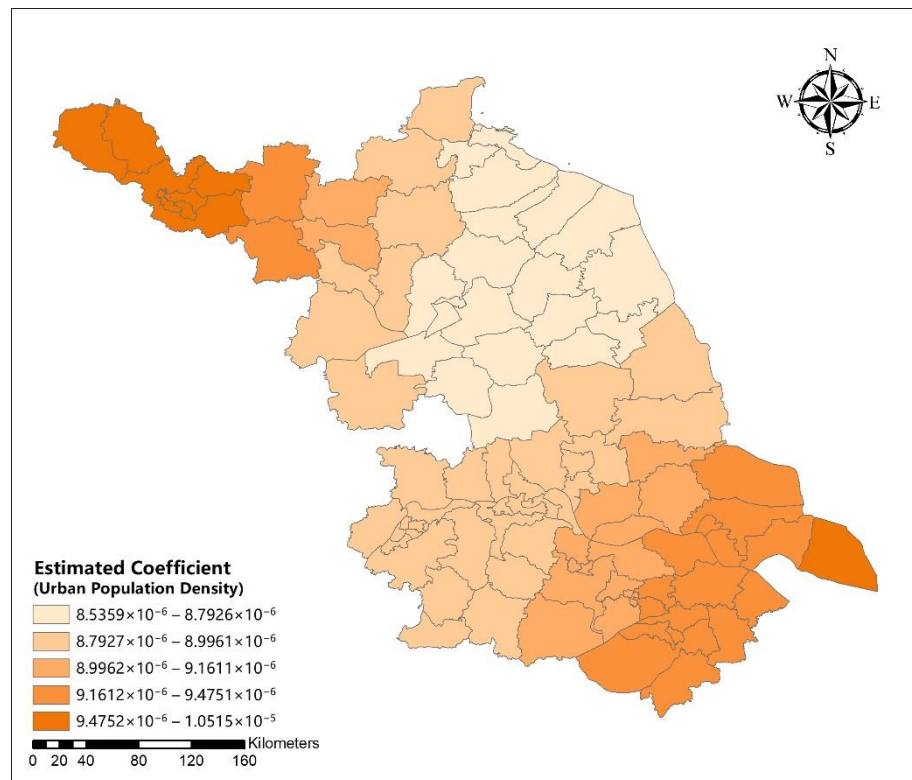 N
W E
S
Estimated Coefficient
(Urban Population Density)
8.5359×10⁻⁶ – 8.7926×10⁻⁶
8.7927×10⁻⁶ – 8.9961×10⁻⁶
8.9962×10⁻⁶ – 9.1611×10⁻⁶
9.1612×10⁻⁶ – 9.4751×10⁻⁶
9.4752×10⁻⁶ – 1.0515×10⁻⁵
Kilometers
0 20 40 80 120 160